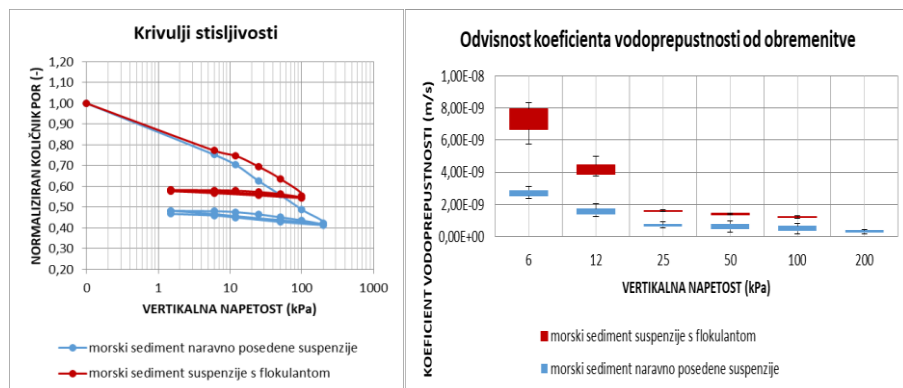 Krivulji stisljivosti
NORMALIZIRAN KOLIČNIK POR (-)
1,20
1,10
1,00
0,90
0,80
0,70
0,60
0,50
0,40
0,30
0,20
0
1
10
100
1000
VERTIKALNA NAPETOST (kPa)
morski sediment naravno posedene suspenzije
morski sediment suspenzije s flokulantom
Odvisnost koeficienta vodoprepustnosti od obremenitve
KOEFICIENT VODOPREPUSTNOSTI (m/s)
1,00E-08
8,00E-09
6,00E-09
4,00E-09
2,00E-09
0,00E+00
6
12
25
50
100
200
VERTIKALNA NAPETOST (kPa)
morski sediment suspenzije s flokulantom
morski sediment naravno posedene suspenzije